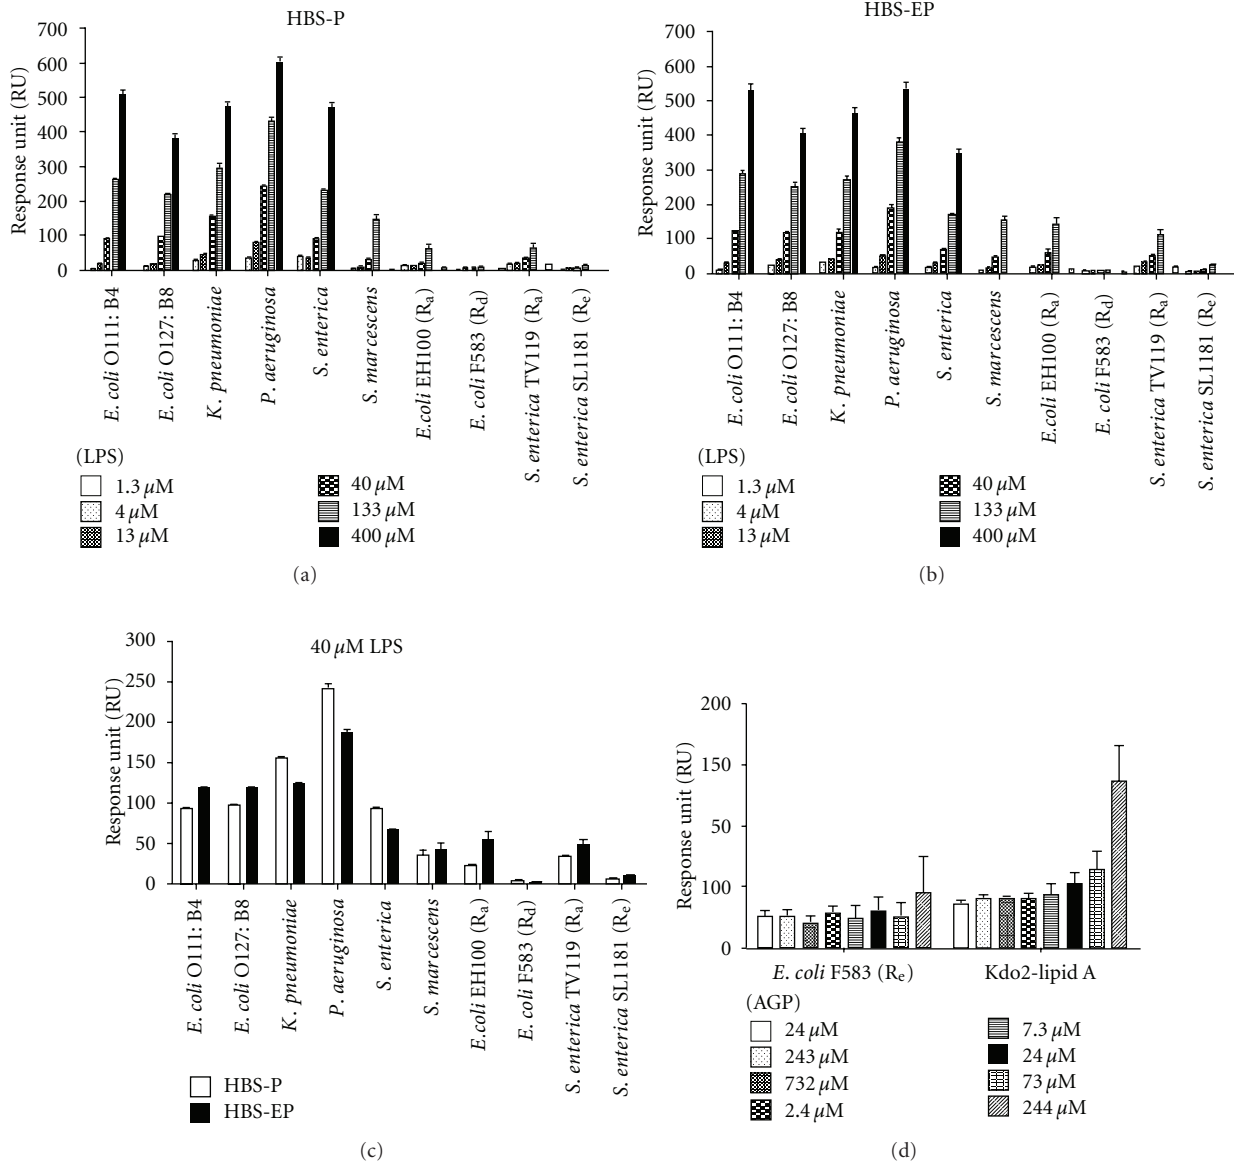 HBS-P
Response unit (RU)
700
600
500
400
300
200
100
0
E. coli O111: B4
E. coli O127: B8
K. pneumoniae
P. aeruginosa
S. enterica
S. marcescens
E.coli EH100 (Ra)
E. coli F583 (Rd)
S. enterica TV119 (Ra)
S. enterica SL1181 (Re)
(LPS)
1.3 µM
4 µM
13 µM
40 µM
133 µM
400 µM
(a)
HBS-EP
Response unit (RU)
700
600
500
400
300
200
100
0
E. coli O111: B4
E. coli O127: B8
K. pneumoniae
P. aeruginosa
S. enterica
S. marcescens
E.coli EH100 (Ra)
E. coli F583 (Rd)
S. enterica TV119 (Ra)
S. enterica SL1181 (Re)
(LPS)
1.3 µM
4 µM
13 µM
40 µM
133 µM
400 µM
(b)
40 µM LPS
Response unit (RU)
300
250
200
150
100
50
0
E. coli O111: B4
E. coli O127: B8
K. pneumoniae
P. aeruginosa
S. enterica
S. marcescens
E.coli EH100 (Ra)
E. coli F583 (Rd)
S. enterica TV119 (Ra)
S. enterica SL1181 (Re)
HBS-P
HBS-EP
(c)
Response unit (RU)
200
150
50
100
0
E. coli F583 (Re)
Kdo2-lipid A
(AGP)
24 µM
243 µM
732 µM
2.4 µM
7.3 µM
24 µM
73 µM
244 µM
(d)